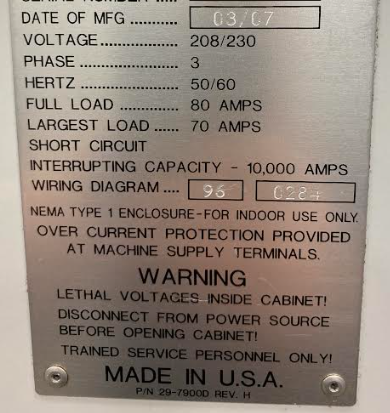 SERIAL NUMBER ....
DATE OF MFG ........... 03/07
VOLTAGE ................ 208/230
PHASE ................... 3
HERTZ ................... 50/60
FULL LOAD ............ 80 AMPS
LARGEST LOAD ...... 70 AMPS
SHORT CIRCUIT
INTERRUPTING CAPACITY - 10,000 AMPS
WIRING DIAGRAM .... 96 0284
NEMA TYPE 1 ENCLOSURE-FOR INDOOR USE ONLY.
OVER CURRENT PROTECTION PROVIDED
AT MACHINE SUPPLY TERMINALS.
WARNING
LETHAL VOLTAGES INSIDE CABINET!
DISCONNECT FROM POWER SOURCE
BEFORE OPENING CABINET!
TRAINED SERVICE PERSONNEL ONLY!
MADE IN U.S.A.
P/N 29-7900D REV. H